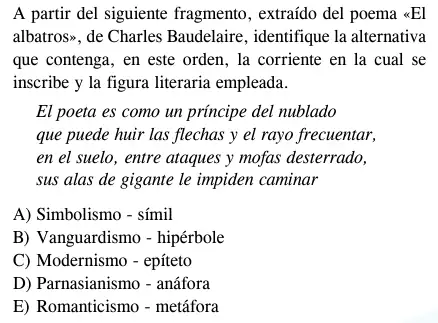 A partir del siguiente fragmento, extraído del poema «El
albatros», de Charles Baudelaire, identifique la alternativa
que contenga, en este orden, la corriente en la cual se
inscribe y la figura literaria empleada.
El poeta es como un príncipe del nublado
que puede huir las flechas y el rayo frecuentar,
en el suelo, entre ataques y mofas desterrado,
sus alas de gigante le impiden caminar
A) Simbolismo - símil
B) Vanguardismo - hipérbole
C) Modernismo - epíteto
D) Parnasianismo - anáfora
E) Romanticismo - metáfora